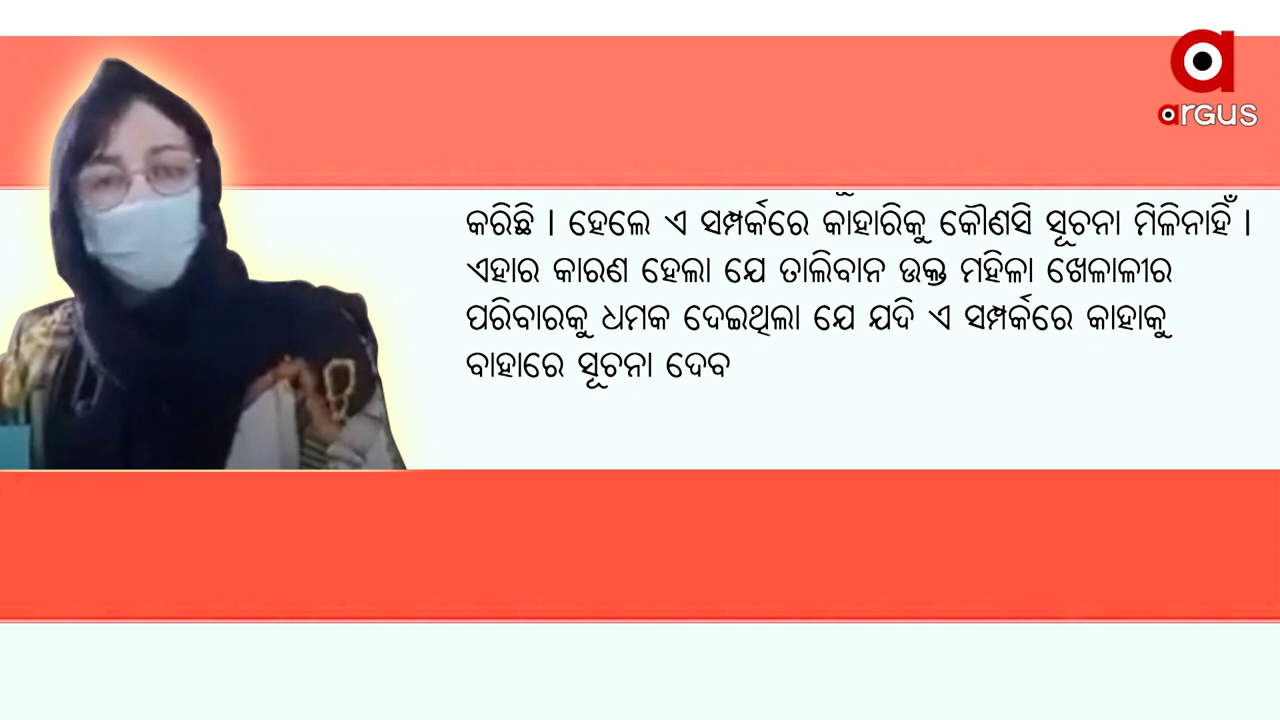 argus
କରିଛି । ହେଲେ ଏ ସମ୍ପର୍କରେ କାହାରିକୁ କୌଣସି ସୂଚନା ମିଳିନାହିଁ ।
ଏହାର କାରଣ ହେଲା ଯେ ତାଲିବାନ ଉକ୍ତ ମହିଳା ଖେଳାଳୀର
ପରିବାରକୁ ଧମକ ଦେଇଥିଲା ଯେ ଯଦି ଏ ସମ୍ପର୍କରେ କାହାକୁ
ବାହାରେ ସୂଚନା ଦେବ